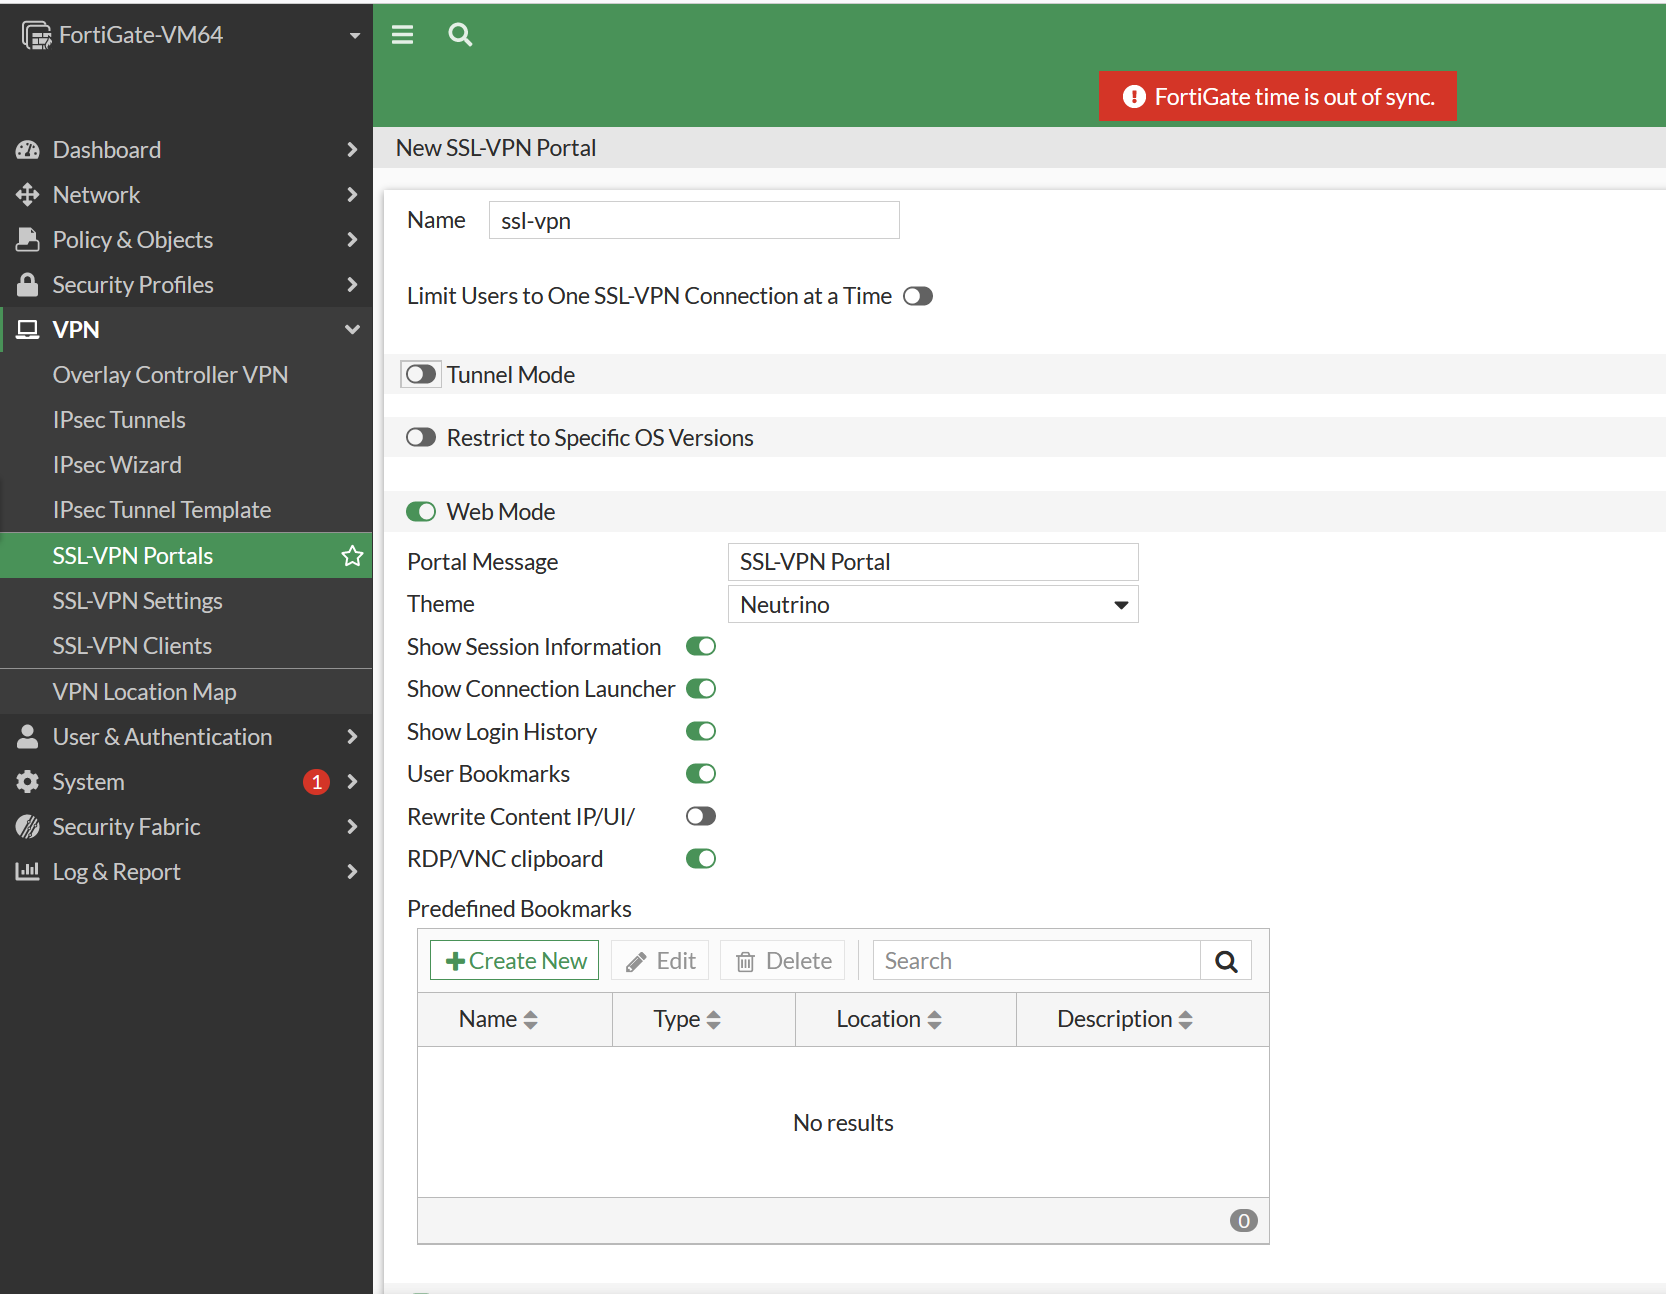 FortiGate-VM64
FortiGate time is out of sync.
Dashboard
Network
Policy & Objects
Security Profiles
VPN
Overlay Controller VPN
IPsec Tunnels
IPsec Wizard
IPsec Tunnel Template
SSL-VPN Portals
SSL-VPN Settings
SSL-VPN Clients
VPN Location Map
User & Authentication
System 1
Security Fabric
Log & Report
New SSL-VPN Portal
Name ssl-vpn
Limit Users to One SSL-VPN Connection at a Time
Tunnel Mode
Restrict to Specific OS Versions
Web Mode
Portal Message SSL-VPN Portal
Theme Neutrino
Show Session Information
Show Connection Launcher
Show Login History
User Bookmarks
Rewrite Content IP/UI/
RDP/VNC clipboard
Predefined Bookmarks
Create New Edit Delete Search
Name Type Location Description
No results
0